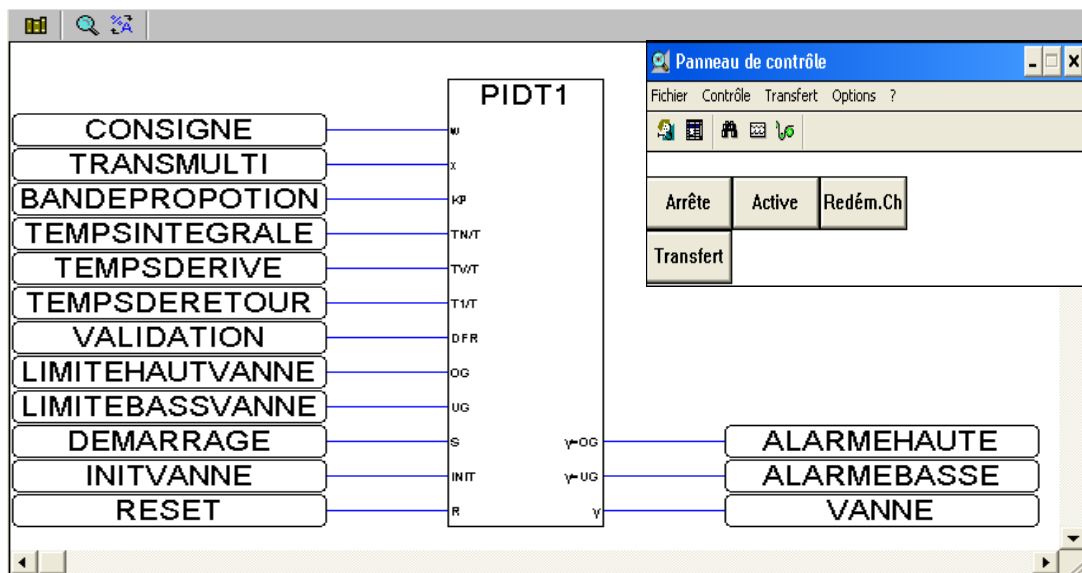 Panneau de contrôle
Fichier Contrôle Transfert Options ?
Arrête Active Redém.Ch
Transfert
PIDT1
CONSIGNE W
TRANSMULTI X
BANDEPROPOTION KP
TEMPSINTEGRALE TN/T
TEMPSDERIVE TV/T
TEMPSDERETOUR T1/T
VALIDATION DFR
LIMITEHAUTVANNE OG
LIMITEBASSVANNE UG
DEMARRAGE S Y=OG ALARMEHAUTE
INITVANNE INIT Y=UG ALARMEBASSE
RESET R Y VANNE